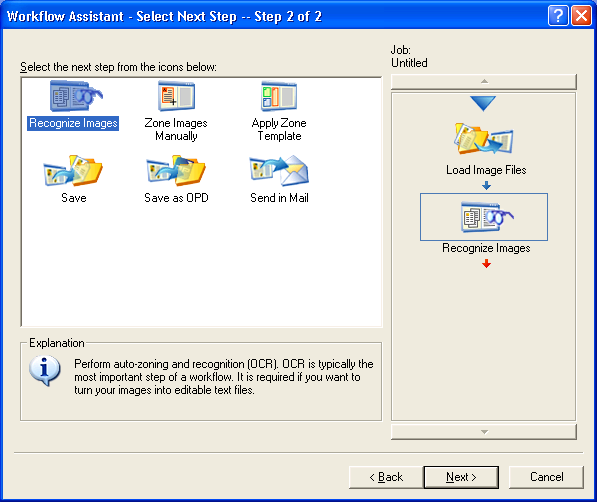 Workflow Assistant - Select Next Step -- Step 2 of 2
Select the next step from the icons below:
Recognize Images
Zone Images
Manually
Apply Zone
Template
Save
Save as OPD
Send in Mail
Job:
Untitled
Load Image Files
Recognize Images
Explanation
Perform auto-zoning and recognition (OCR). OCR is typically the
most important step of a workflow. It is required if you want to
turn your images into editable text files.
< Back
Next >
Cancel